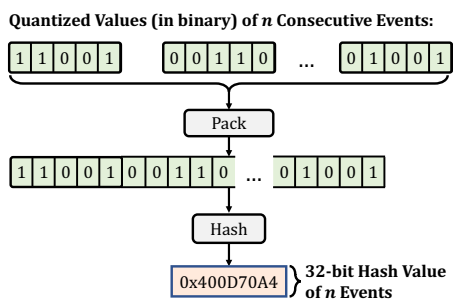 Quantized Values (in binary) of n Consecutive Events:
1 1 0 0 1 0 0 1 1 0 ... 0 1 0 0 1
Pack
1 1 0 0 1 0 0 1 1 0 ... 0 1 0 0 1
Hash
0x400D70A4 32-bit Hash Value
of n Events